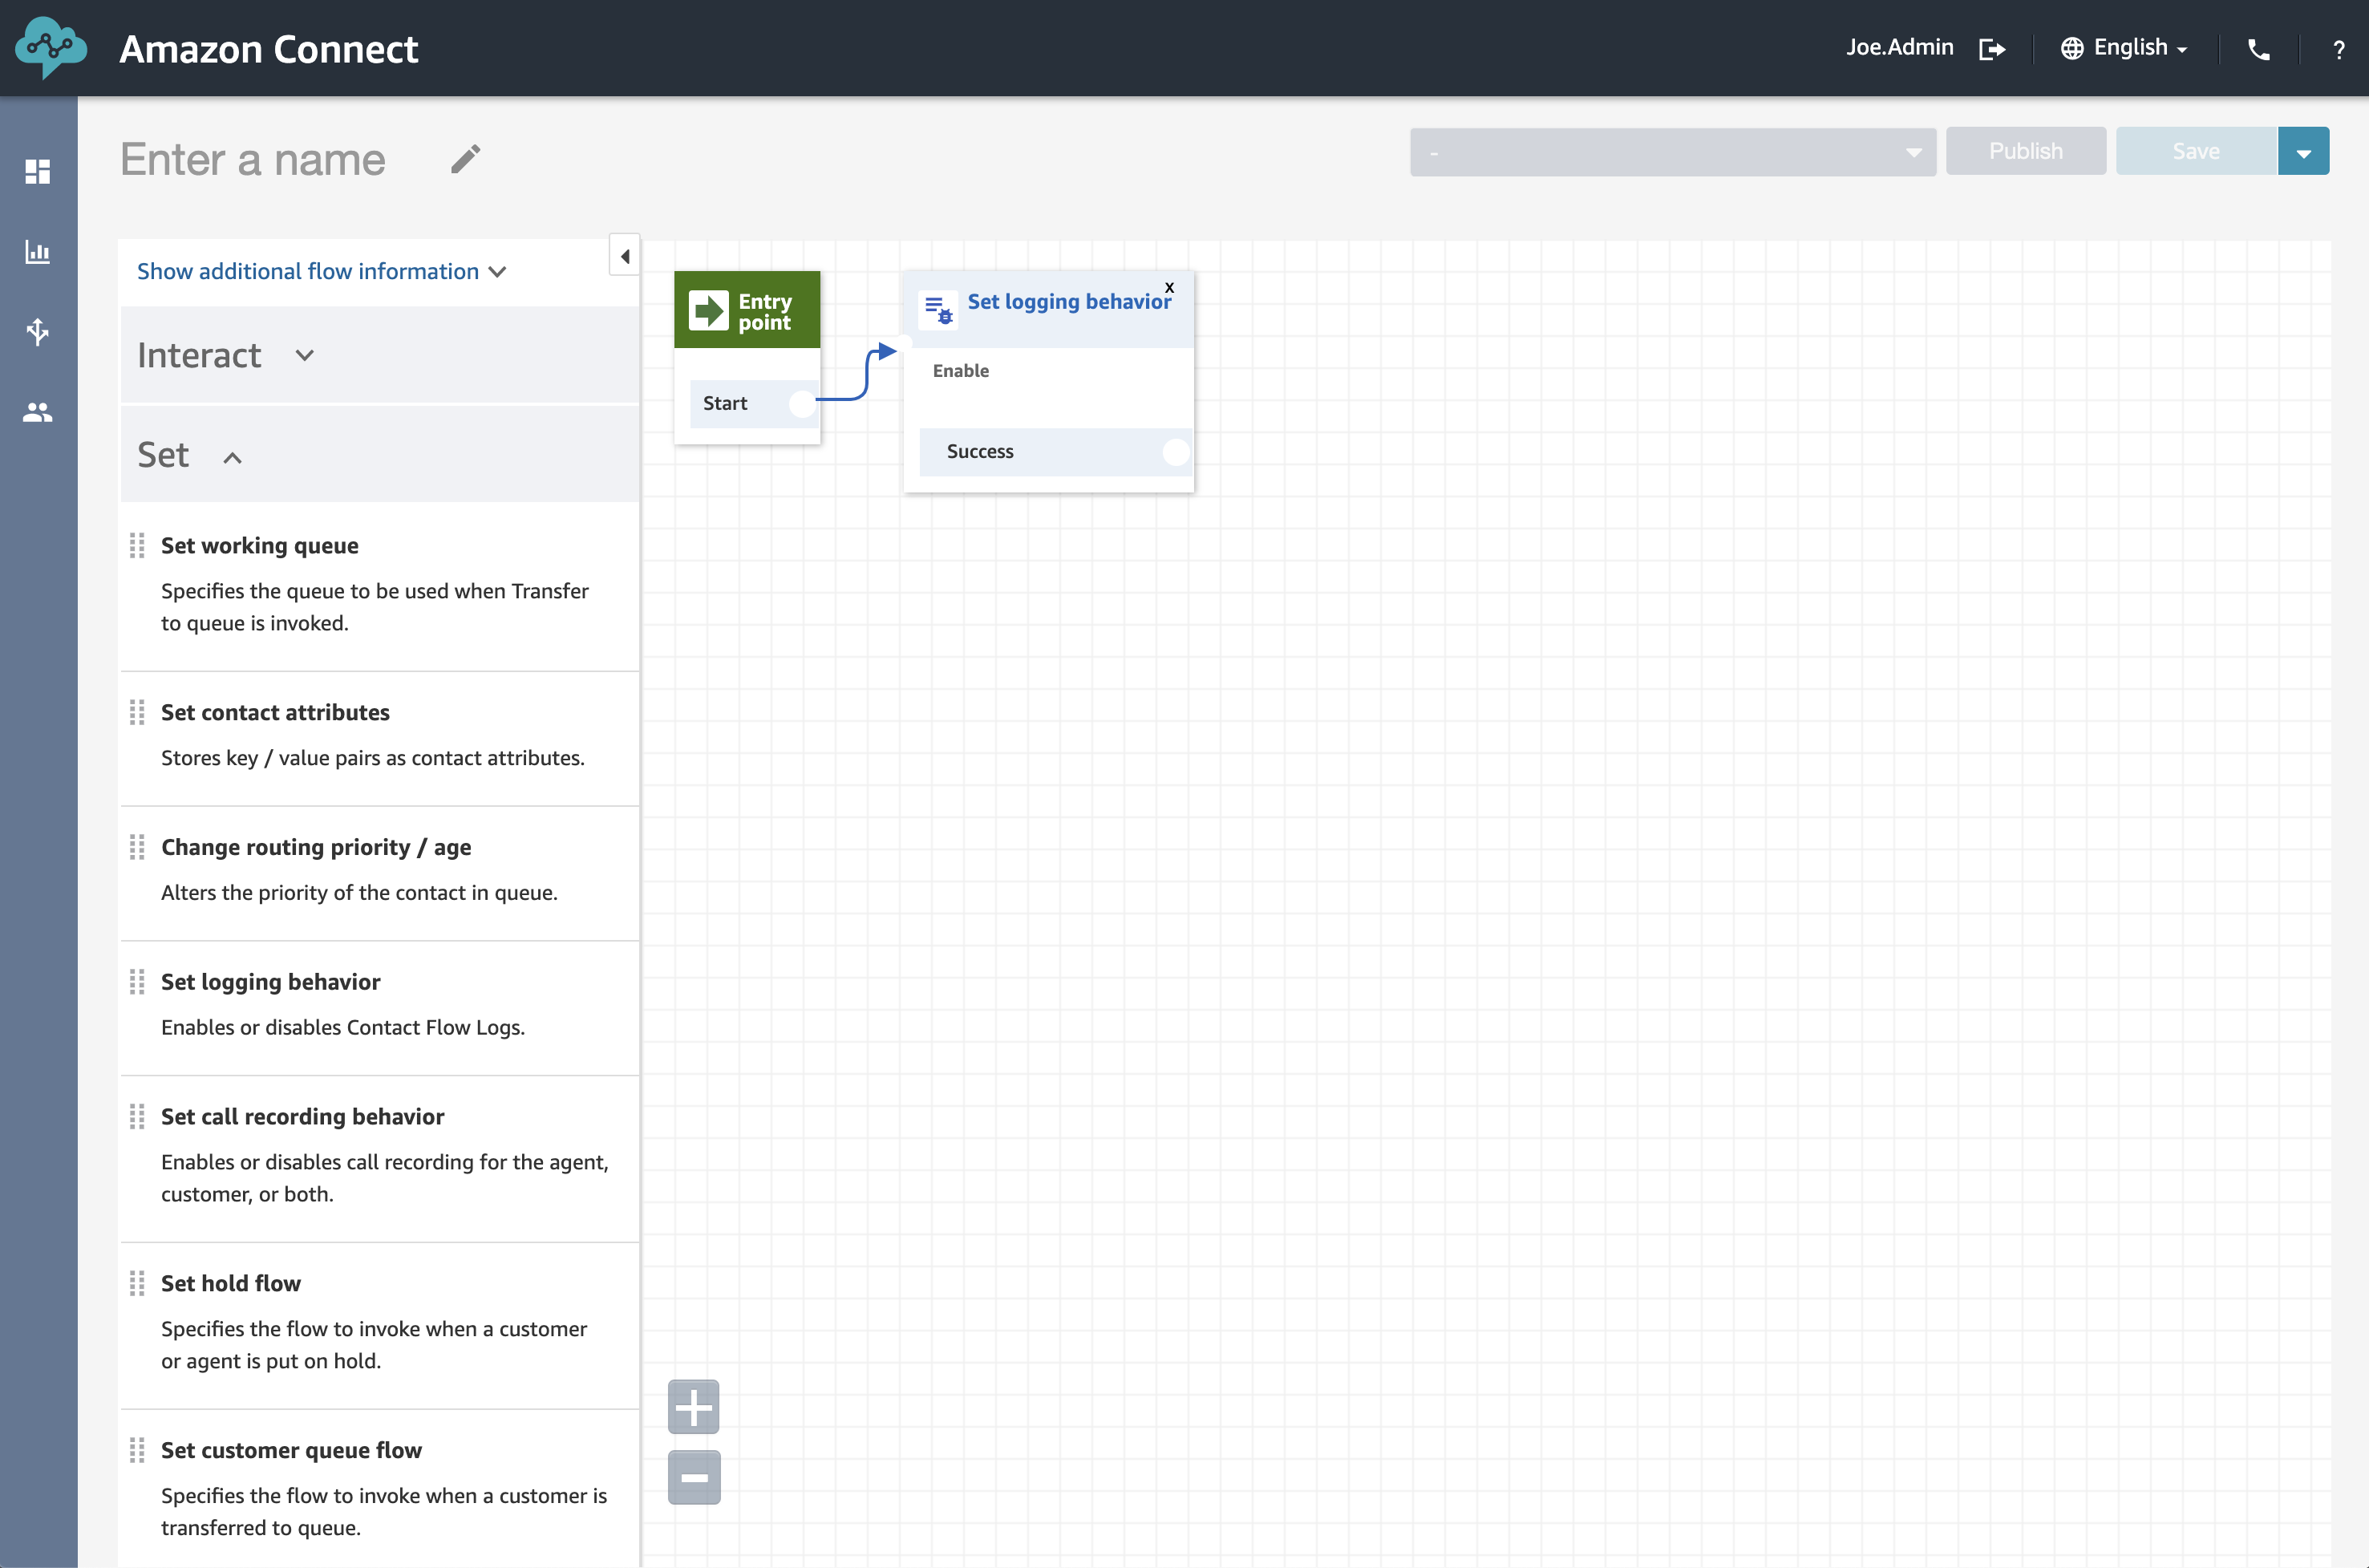 Amazon Connect
Joe.Admin
English
?
Enter a name
-
Publish
Save
Show additional flow information
Interact
Set
Set working queue
Specifies the queue to be used when Transfer
to queue is invoked.
Set contact attributes
Stores key / value pairs as contact attributes.
Change routing priority / age
Alters the priority of the contact in queue.
Set logging behavior
Enables or disables Contact Flow Logs.
Set call recording behavior
Enables or disables call recording for the agent,
customer, or both.
Set hold flow
Specifies the flow to invoke when a customer
or agent is put on hold.
Set customer queue flow
Specifies the flow to invoke when a customer is
transferred to queue.
Entry
point
Start
x
Set logging behavior
Enable
Success